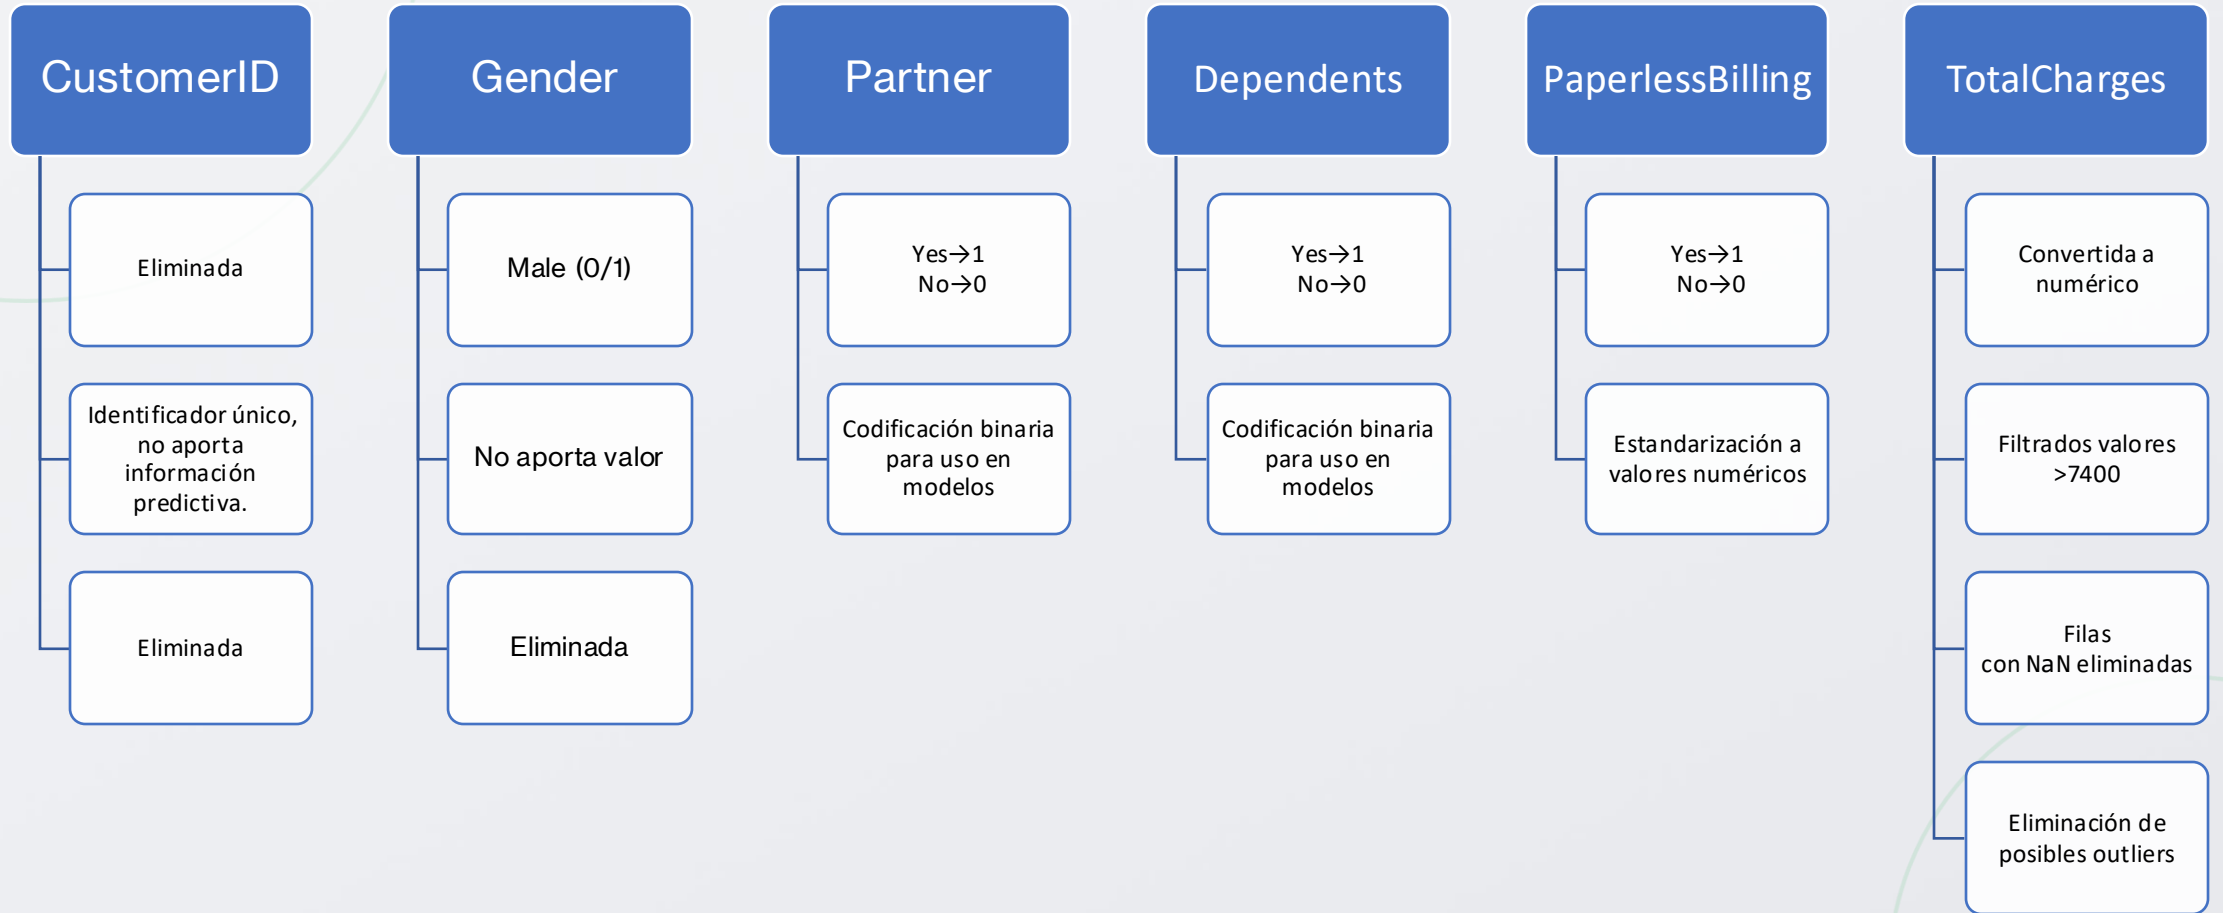 CustomerID
Eliminada
Identificador único,
no aporta
información
predictiva.
Eliminada
Gender
Male (0/1)
No aporta valor
Eliminada
Partner
Yes→1
No→0
Codificación binaria
para uso en
modelos
Dependents
Yes→1
No→0
Codificación binaria
para uso en
modelos
PaperlessBilling
Yes→1
No→0
Estandarización a
valores numéricos
TotalCharges
Convertida a
numérico
Filtrados valores
>7400
Filas
con NaN eliminadas
Eliminación de
posibles outliers